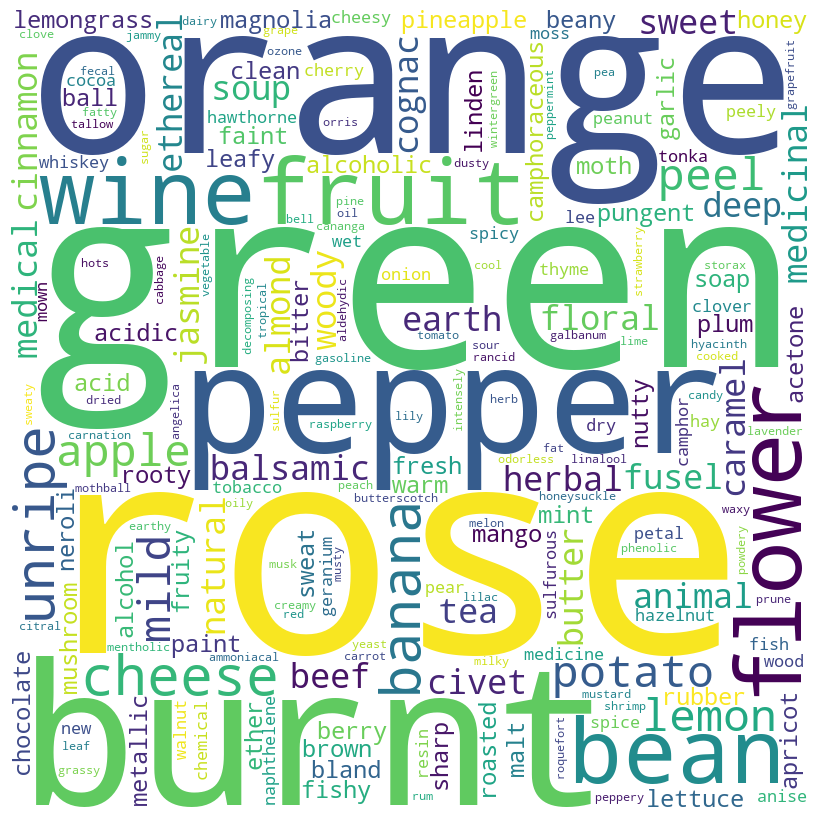 lemongrass
clove
jammy
dairy
magnolia
grape
ozone
cheesy
pineapple
beany
moss
sweet
honey
orange
fecal
cocoa
ball
fatty
tallow
ethereal
clean
soup
cherry
cognac
linden
wintergreen
camphoraceous
peppermint
garlic
pea
peanut
peely
grapefruit
cinnamon
whiskey
sugar
hawthorne
faint
orris
leafy
alcoholic
dusty
moth
tonka
peel
medicinal
wine
fruit
pine
oil
bell
cananga
wet
spicy
lee
pungent
deep
medical
green
hots
mown
cabbage
jasmine
vegetable
decomposing
tropical
almond
bitter
woody
aldehydic
onion
cool
thyme
strawberry
storax
soap
clover
acidic
earth
floral
plum
hyacinth
gasoline
tomato
sour
rancid
galbanum
lime
cooked
acetone
acid
dried
sweaty
pepper
angelica
sulfur
raspberry
lily
intensely
herb
dry
nutty
camphor
hay
candy
caramel
lavender
carnation
apple
unripe
rooty
balsamic
fresh
warm
odorless
fat
linalool
herbal
fusel
flower
mothball
tobacco
peach
butterscotch
honeysuckle
waxy
neroli
earthy
oily
banana
melon
mango
mint
petal
phenolic
powdery
rose
mild
natural
alcohol
fruity
musk
sweat
geranium
musty
creamy
red
pear
lilac
tea
sulfurous
butter
animal
hazelnut
prune
citral
mushroom
mentholic
paint
ammoniacal
yeast
carrot
milky
medicine
fish
wood
chocolate
cheese
beef
civet
potato
rubber
apricot
burnt
new
leaf
grassy
metallic
walnut
chemical
ether
naphthelene
berry
brown
bland
fishy
resin
rum
sharp
roasted
malt
roquefort
mustard
shrimp
spice
lemon
bean
peppery
lettuce
anise